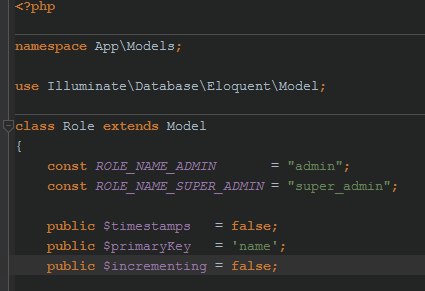 <?php
namespace App\Models;
use Illuminate\Database\Eloquent\Model;
class Role extends Model
{
    const ROLE_NAME_ADMIN       = "admin";
    const ROLE_NAME_SUPER_ADMIN = "super_admin";
    public $timestamps   = false;
    public $primaryKey   = 'name';
    public $incrementing = false;